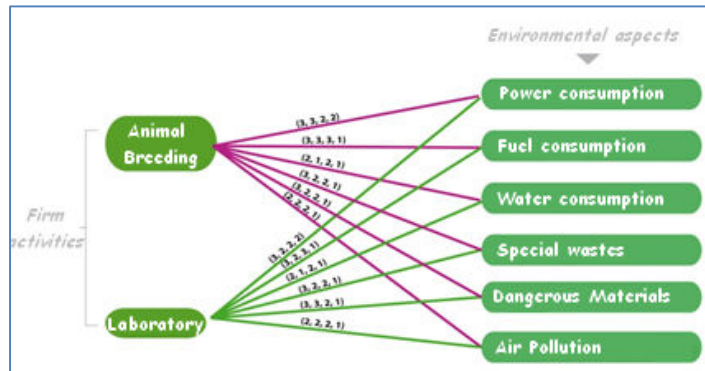 Environmental aspects
Power consumption
(3, 3, 2, 2)
Animal
Breeding
(3, 3, 3, 1)
Fuel consumption
(2, 1, 2, 1)
(3, 2, 2, 1)
Water consumption
(3, 2, 2, 1)
(2, 2, 2, 1)
Firm
activities
Special wastes
(3, 2, 2, 2)
(3, 2, 3, 1)
(2, 1, 2, 1)
(3, 2, 2, 1)
Dangerous Materials
(3, 3, 2, 1)
Laboratory
(2, 2, 2, 1)
Air Pollution